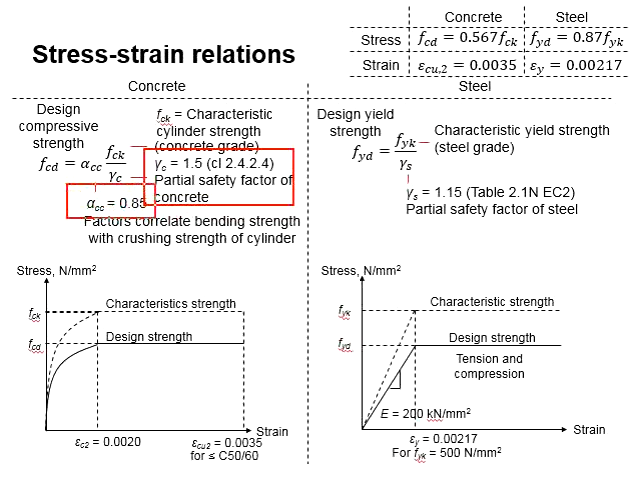 Concrete Steel
Stress f_cd = 0.567f_ck f_yd = 0.87f_yk
Strain ε_cu,2 = 0.0035 ε_y = 0.00217
Stress-strain relations
Concrete
Design
compressive
strength
f_cd = α_cc f_ck / γ_c
f_ck = Characteristic
cylinder strength
(concrete grade)
γ_c = 1.5 (cl 2.4.2.4)
Partial safety factor of
concrete
α_cc = 0.85
Factors correlate bending strength
with crushing strength of cylinder
Steel
Design yield
strength
f_yd = f_yk / γ_s
Characteristic yield strength
(steel grade)
γ_s = 1.15 (Table 2.1N EC2)
Partial safety factor of steel
Stress, N/mm²
f_ck
Characteristics strength
f_cd
Design strength
Strain
ε_c2 = 0.0020
ε_cu2 = 0.0035
for ≤ C50/60
Stress, N/mm²
f_yk
Characteristic strength
f_yd
Design strength
Tension and
compression
E = 200 kN/mm²
Strain
ε_y = 0.00217
For f_yk = 500 N/mm²